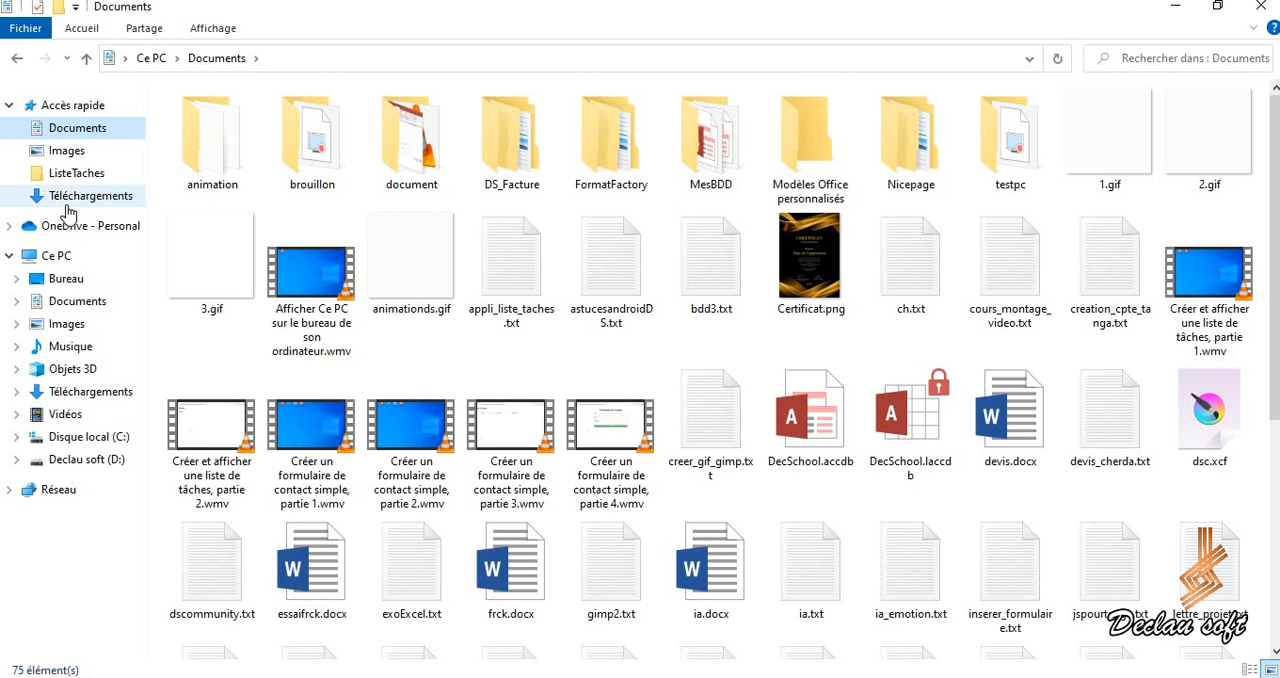 Documents
Fichier
Accueil
Partage
Affichage
Ce PC
Documents
Rechercher dans : Documents
Accès rapide
Documents
Images
ListeTaches
Téléchargements
OneDrive - Personal
Ce PC
Bureau
Documents
Images
Musique
Objets 3D
Téléchargements
Vidéos
Disque local (C:)
Declau soft (D:)
Réseau
animation
brouillon
document
DS_Facture
FormatFactory
MesBDD
Modèles Office
personnalisés
Nicepage
testpc
1.gif
2.gif
3.gif
Afficher Ce PC
sur le bureau de
son
ordinateur.wmv
animationds.gif
appli_liste_taches
.txt
astucesandroidD
S.txt
bdd3.txt
Certificat.png
ch.txt
cours_montage_
video.txt
creation_cpte_ta
nga.txt
Créer et afficher
une liste de
tâches, partie
1.wmv
Créer et afficher
une liste de
tâches, partie
2.wmv
Créer un
formulaire de
contact simple,
partie 1.wmv
Créer un
formulaire de
contact simple,
partie 2.wmv
Créer un
formulaire de
contact simple,
partie 3.wmv
Créer un
formulaire de
contact simple,
partie 4.wmv
creer_gif_gimp.tx
t
DecSchool.accdb
DecSchool.laccd
b
devis.docx
devis_cherda.txt
dsc.xcf
dscommunity.txt
essaifrck.docx
exoExcel.txt
frck.docx
gimp2.txt
ia.docx
ia.txt
ia_emotion.txt
inserer_formulair
e.txt
lettre_projet.txt
Declau soft
75 élément(s)